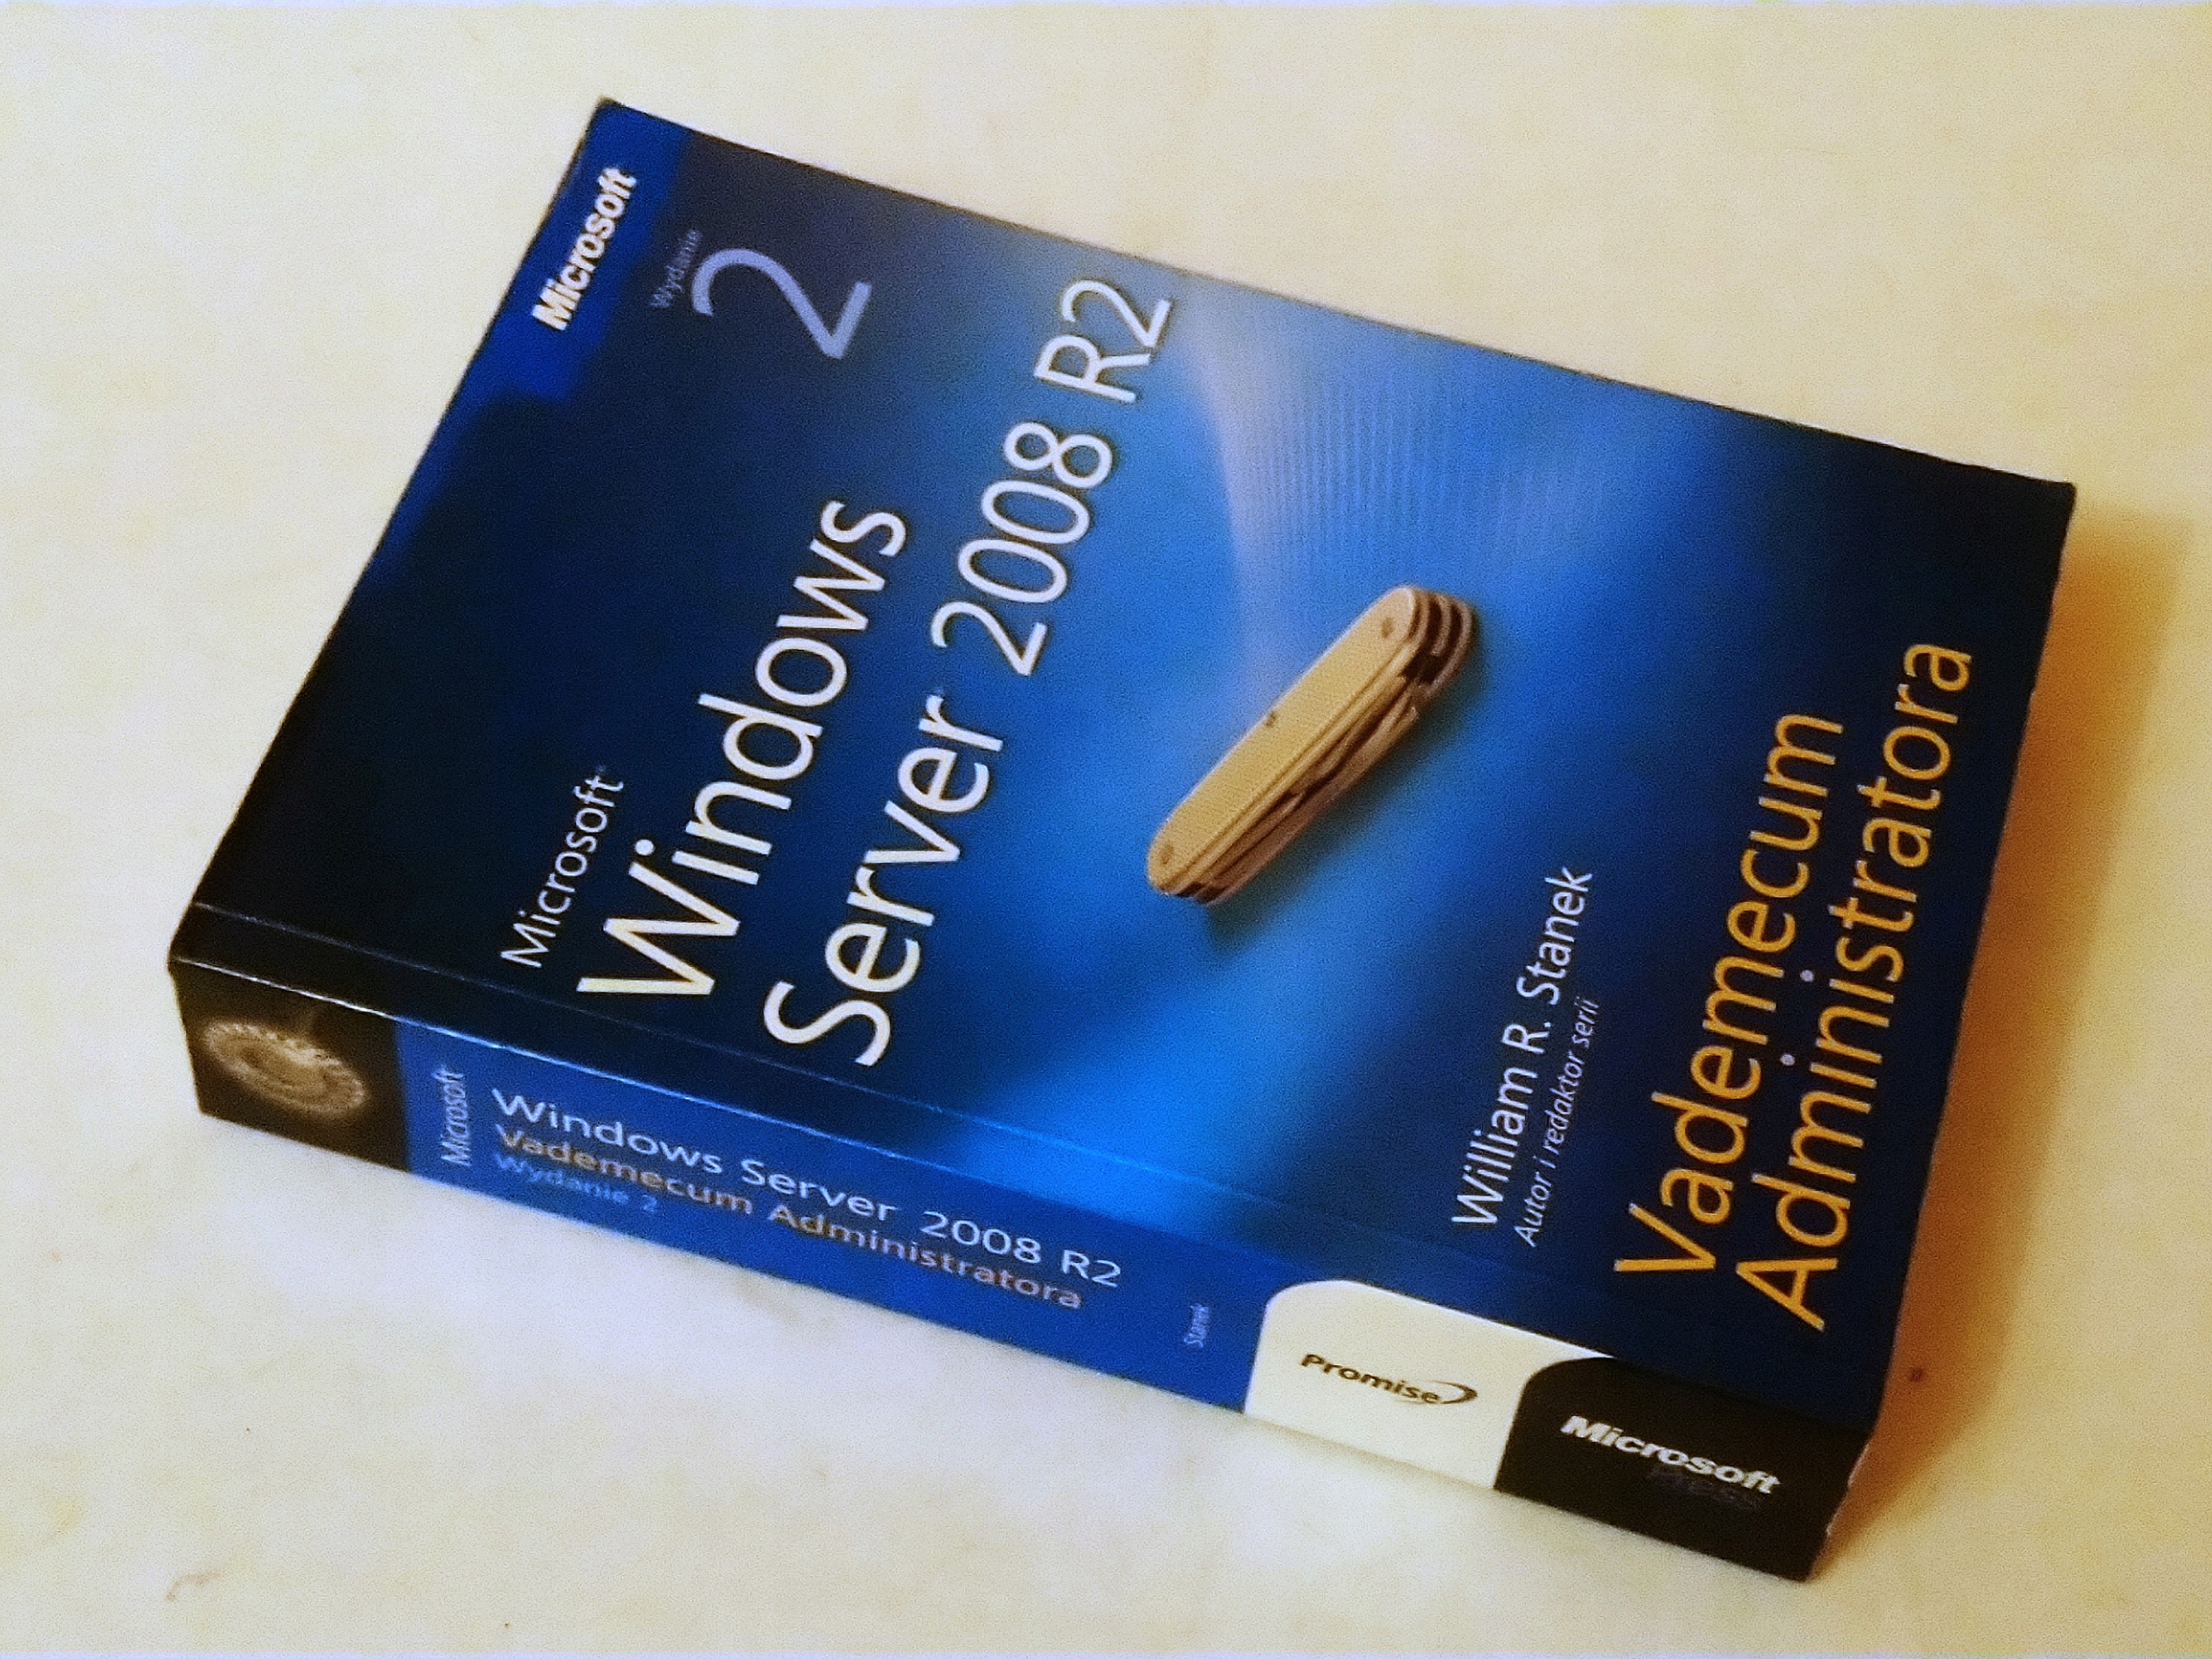 Microsoft
Wydanie
2
Microsoft®
Windows
Server 2008 R2
William R. Stanek
Autor i redaktor serii
Vademecum
Administratora
Microsoft
Windows Server 2008 R2
Vademecum Administratora
Wydanie 2
Stanek
Promise
Microsoft
Press